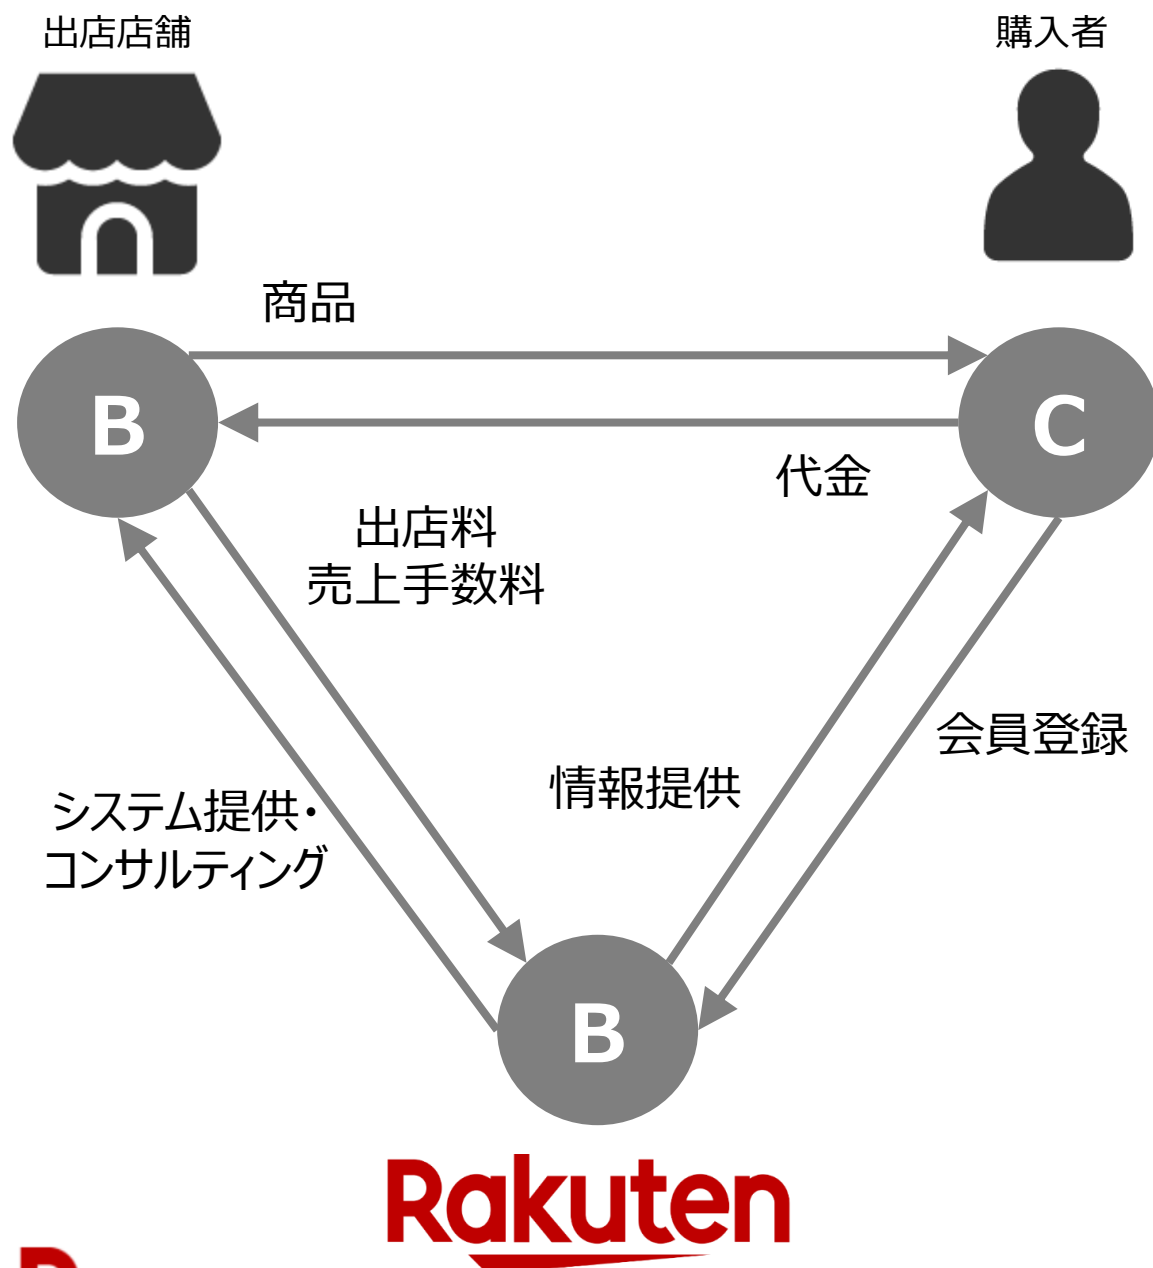 出店店舗
購入者
商品
B
C
代金
出店料
売上手数料
会員登録
情報提供
システム提供・
コンサルティング
B
Rakuten